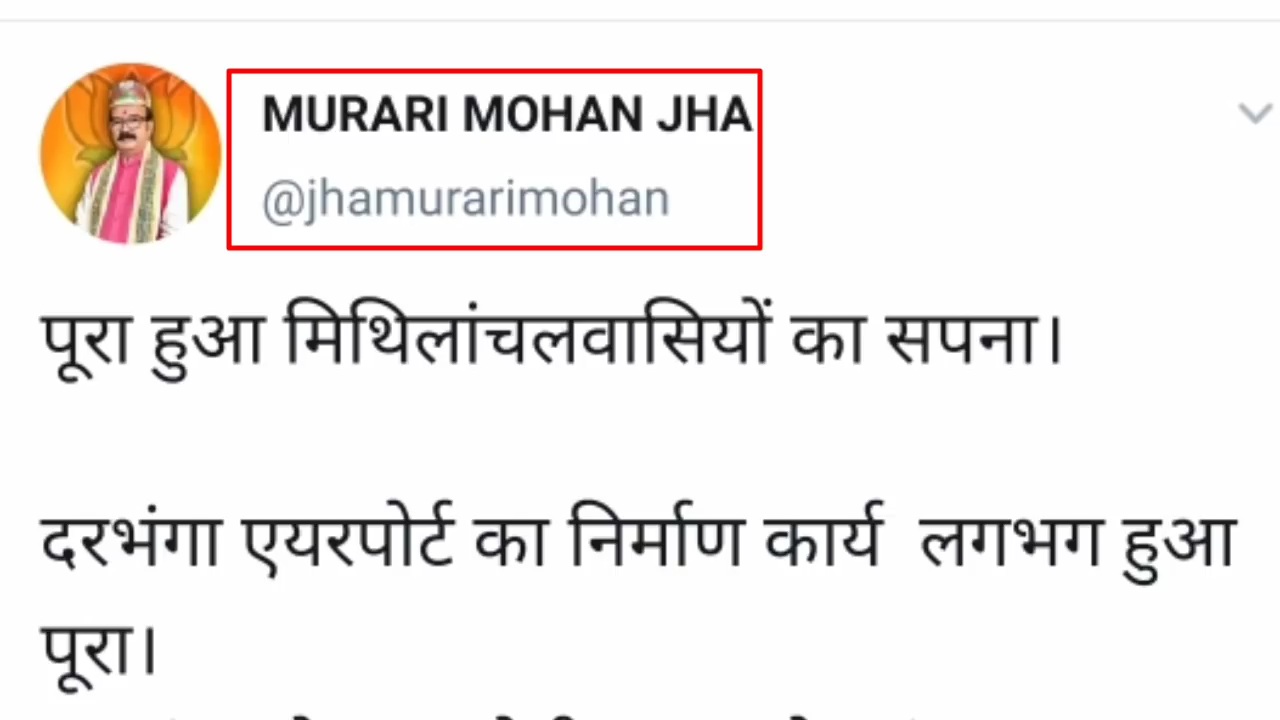 MURARI MOHAN JHA
@jhamurarimohan
पूरा हुआ मिथिलांचलवासियों का सपना।
दरभंगा एयरपोर्ट का निर्माण कार्य लगभग हुआ
पूरा।